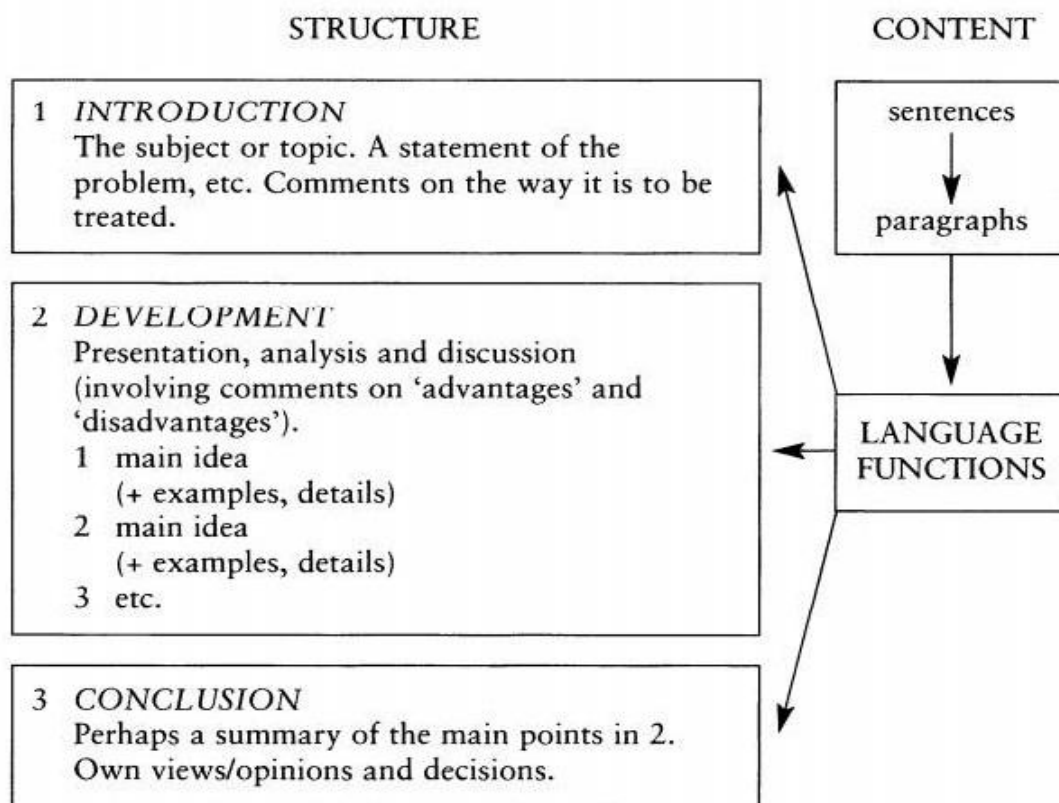 STRUCTURE
CONTENT
1 INTRODUCTION
The subject or topic. A statement of the
problem, etc. Comments on the way it is to be
treated.
2 DEVELOPMENT
Presentation, analysis and discussion
(involving comments on ‘advantages’ and
‘disadvantages’).
1 main idea
(+ examples, details)
2 main idea
(+ examples, details)
3 etc.
3 CONCLUSION
Perhaps a summary of the main points in 2.
Own views/opinions and decisions.
sentences
paragraphs
LANGUAGE
FUNCTIONS